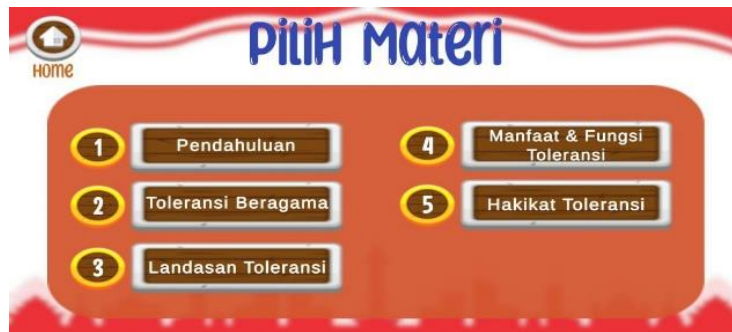 Pilih Materi
Home
1 Pendahuluan
2 Toleransi Beragama
3 Landasan Toleransi
4 Manfaat & Fungsi
Toleransi
5 Hakikat Toleransi